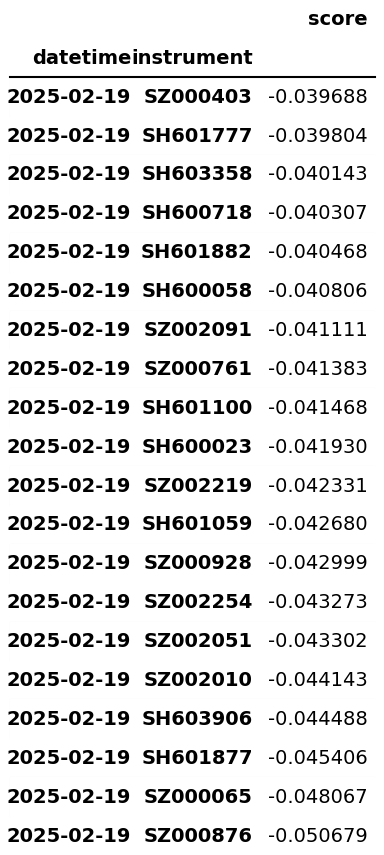 score
datetime instrument
2025-02-19 SZ000403 -0.039688
2025-02-19 SH601777 -0.039804
2025-02-19 SH603358 -0.040143
2025-02-19 SH600718 -0.040307
2025-02-19 SH601882 -0.040468
2025-02-19 SH600058 -0.040806
2025-02-19 SZ002091 -0.041111
2025-02-19 SZ000761 -0.041383
2025-02-19 SH601100 -0.041468
2025-02-19 SH600023 -0.041930
2025-02-19 SZ002219 -0.042331
2025-02-19 SH601059 -0.042680
2025-02-19 SZ000928 -0.042999
2025-02-19 SZ002254 -0.043273
2025-02-19 SZ002051 -0.043302
2025-02-19 SZ002010 -0.044143
2025-02-19 SH603906 -0.044488
2025-02-19 SH601877 -0.045406
2025-02-19 SZ000065 -0.048067
2025-02-19 SZ000876 -0.050679